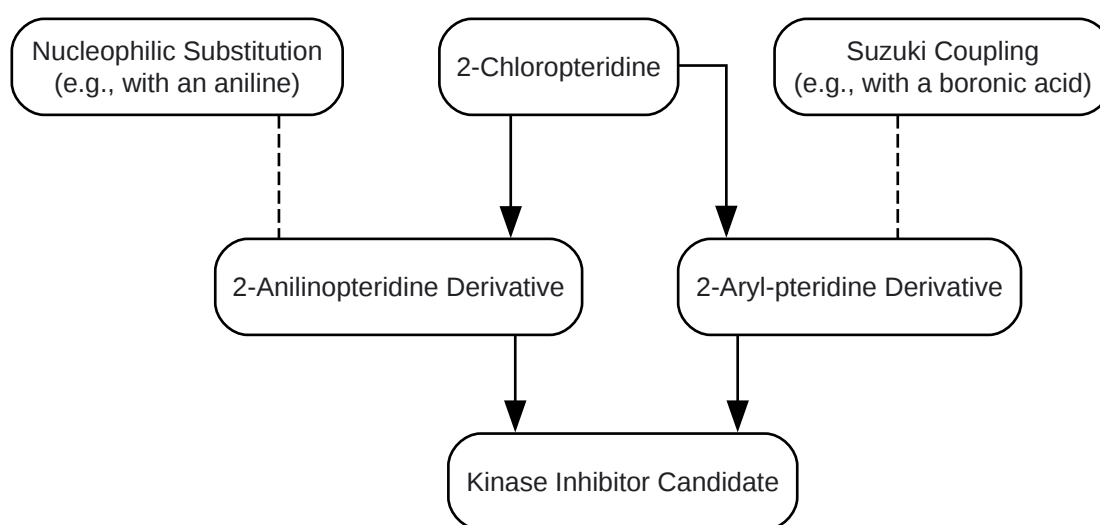 Nucleophilic Substitution
(e.g., with an aniline)
2-Chloropteridine
Suzuki Coupling
(e.g., with a boronic acid)
2-Anilinopteridine Derivative
2-Aryl-pteridine Derivative
Kinase Inhibitor Candidate